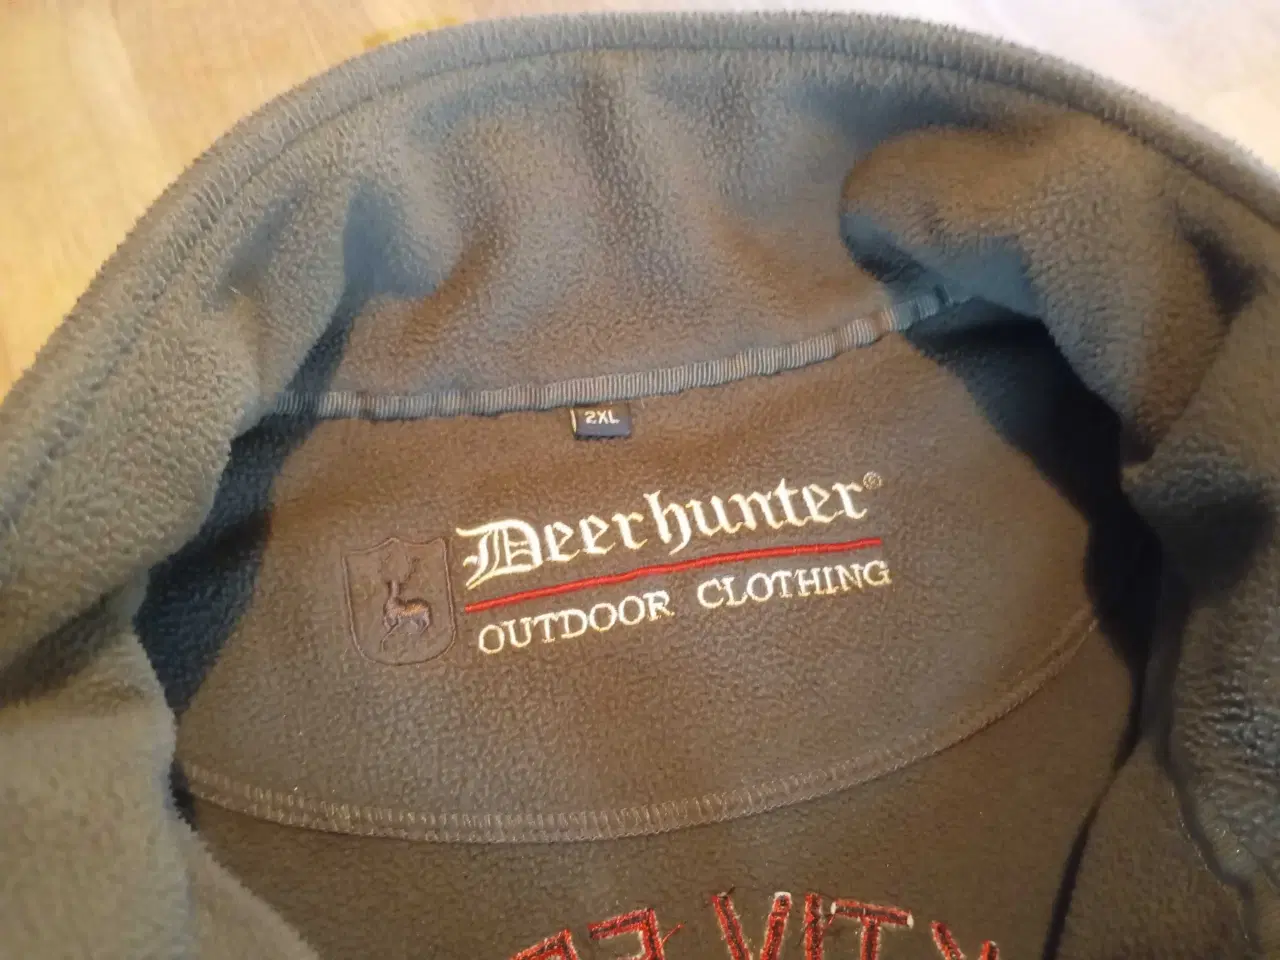 2XL
Deerhunter®
OUTDOOR CLOTHING